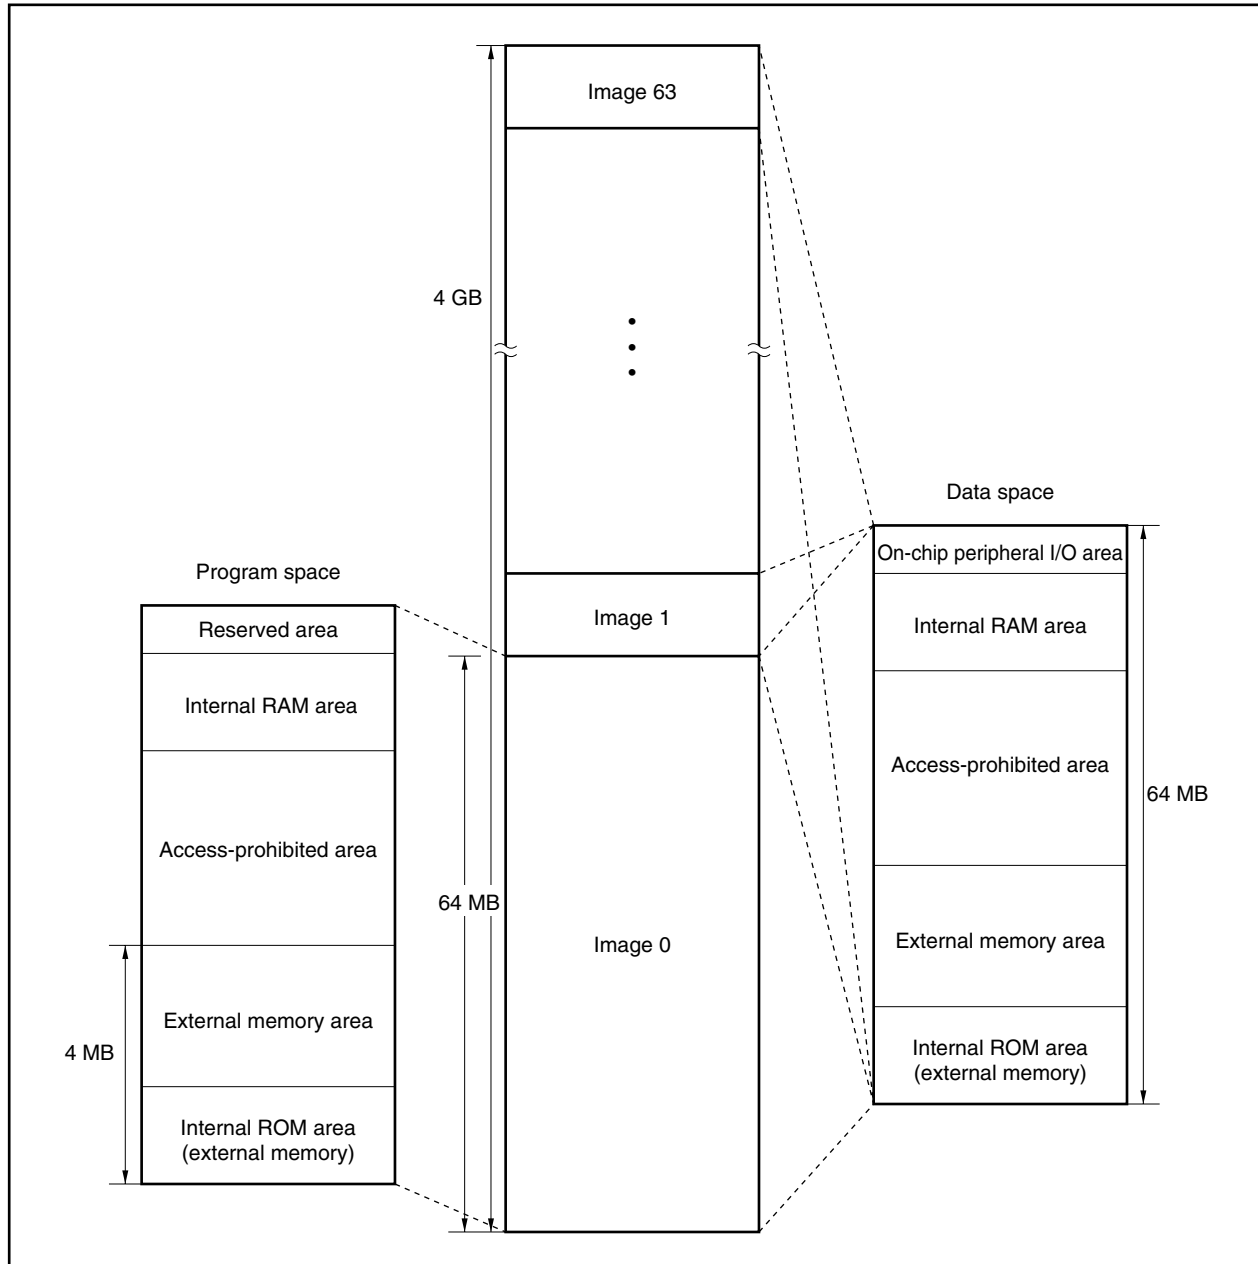 Image 63
4 GB
Data space
On-chip peripheral I/O area
Program space
Reserved area
Image 1
Internal RAM area
Internal RAM area
Access-prohibited area
64 MB
Access-prohibited area
64 MB
Image 0
External memory area
External memory area
4 MB
Internal ROM area
(external memory)
Internal ROM area
(external memory)